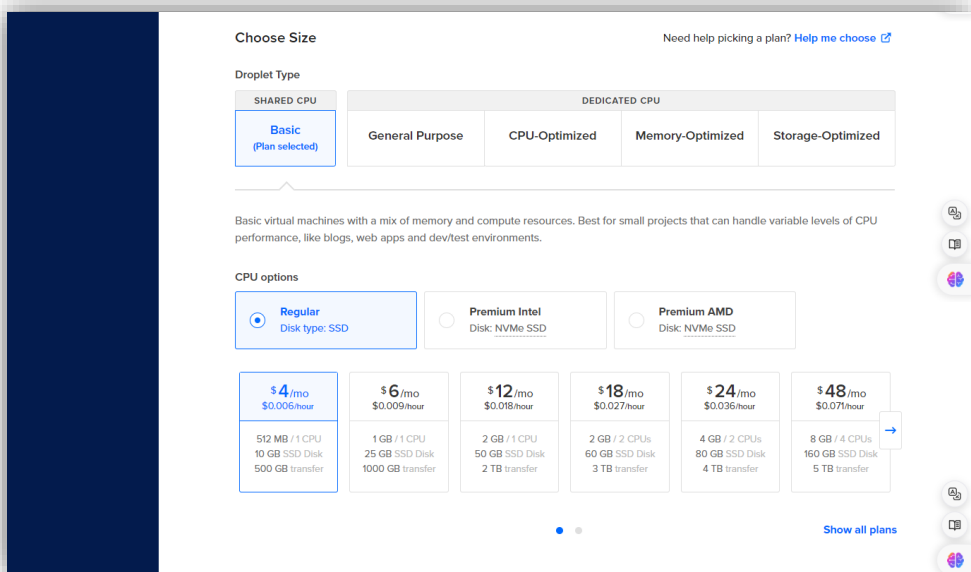 Choose Size
Need help picking a plan? Help me choose
Droplet Type
SHARED CPU
DEDICATED CPU
Basic
(Plan selected)
General Purpose
CPU-Optimized
Memory-Optimized
Storage-Optimized
Basic virtual machines with a mix of memory and compute resources. Best for small projects that can handle variable levels of CPU
performance, like blogs, web apps and dev/test environments.
CPU options
Regular
Disk type: SSD
Premium Intel
Disk: NVMe SSD
Premium AMD
Disk: NVMe SSD
$4/mo
$0.006/hour
512 MB / 1 CPU
10 GB SSD Disk
500 GB transfer
$6/mo
$0.009/hour
1 GB / 1 CPU
25 GB SSD Disk
1000 GB transfer
$12/mo
$0.018/hour
2 GB / 1 CPU
50 GB SSD Disk
2 TB transfer
$18/mo
$0.027/hour
2 GB / 2 CPUs
60 GB SSD Disk
3 TB transfer
$24/mo
$0.036/hour
4 GB / 2 CPUs
80 GB SSD Disk
4 TB transfer
$48/mo
$0.071/hour
8 GB / 4 CPUs
160 GB SSD Disk
5 TB transfer
Show all plans